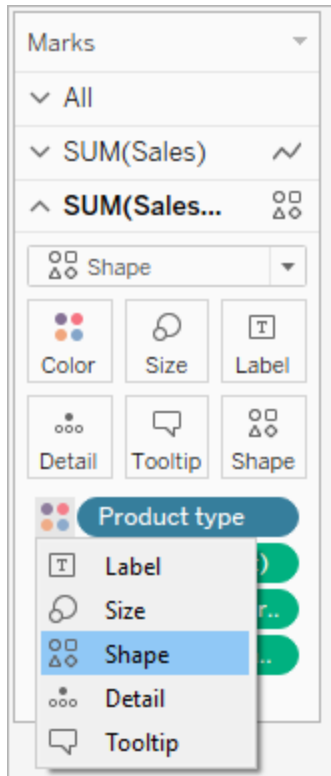 Marks
All
SUM(Sales)
SUM(Sales...
Shape
Color Size Label
Detail Tooltip Shape
Product type
Label
)
Size
r..
Shape
..
Detail
Tooltip